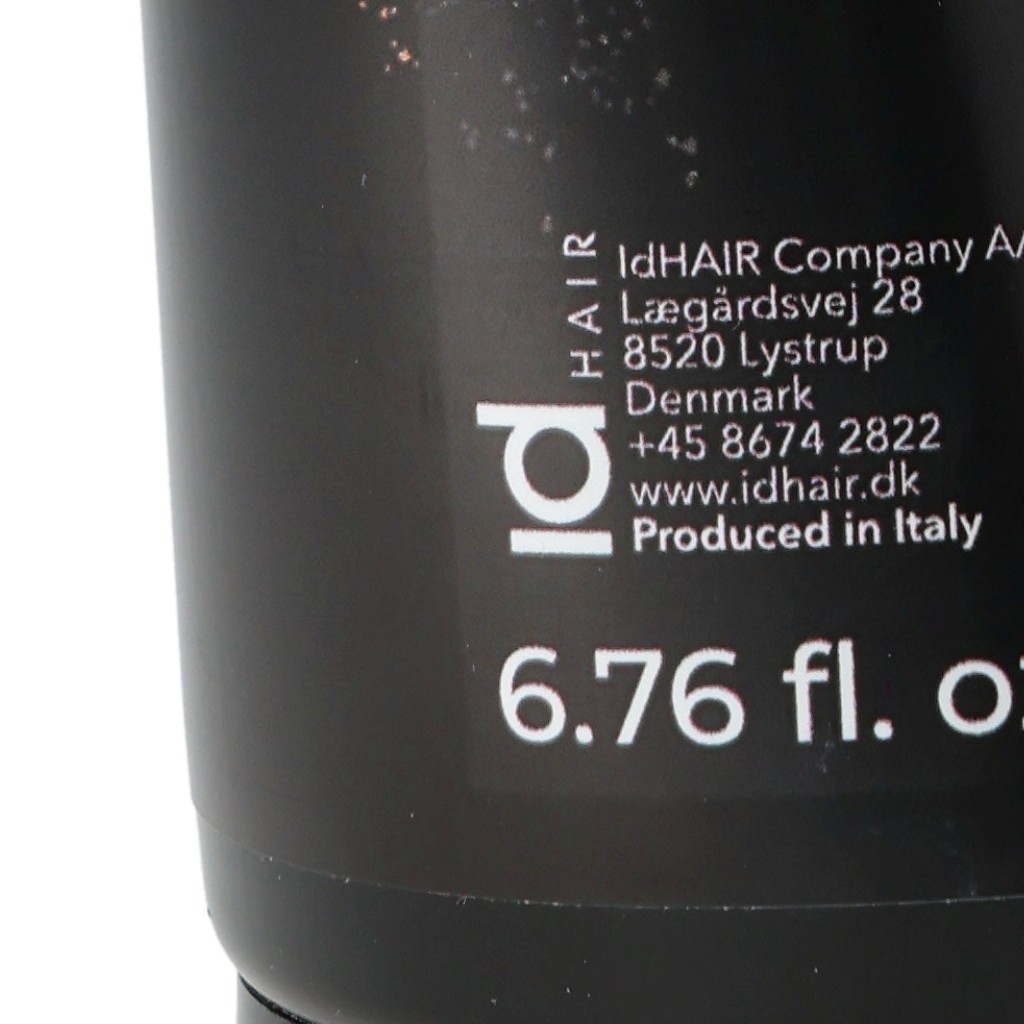 Id HAIR
IdHAIR Company A/
Lægårdsvej 28
8520 Lystrup
Denmark
+45 8674 2822
www.idhair.dk
Produced in Italy
6.76 fl. oz